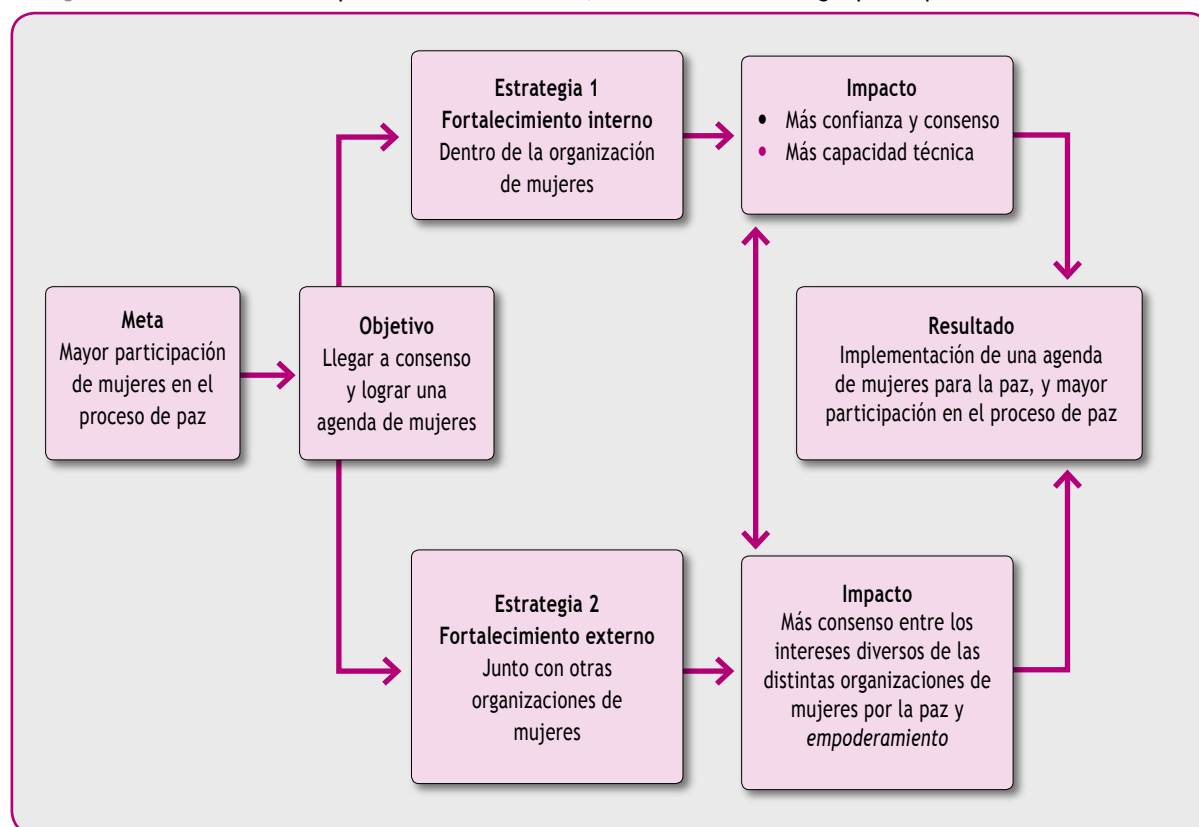 Estrategia 1
Fortalecimiento interno
Dentro de la organización
de mujeres
Impacto
• Más confianza y consenso
• Más capacidad técnica
Meta
Mayor participación
de mujeres en el
proceso de paz
Objetivo
Llegar a consenso
y lograr una
agenda de mujeres
Resultado
Implementación de una agenda
de mujeres para la paz, y mayor
participación en el proceso de paz
Estrategia 2
Fortalecimiento externo
Junto con otras
organizaciones de
mujeres
Impacto
Más consenso entre los
intereses diversos de las
distintas organizaciones de
mujeres por la paz y
empoderamiento